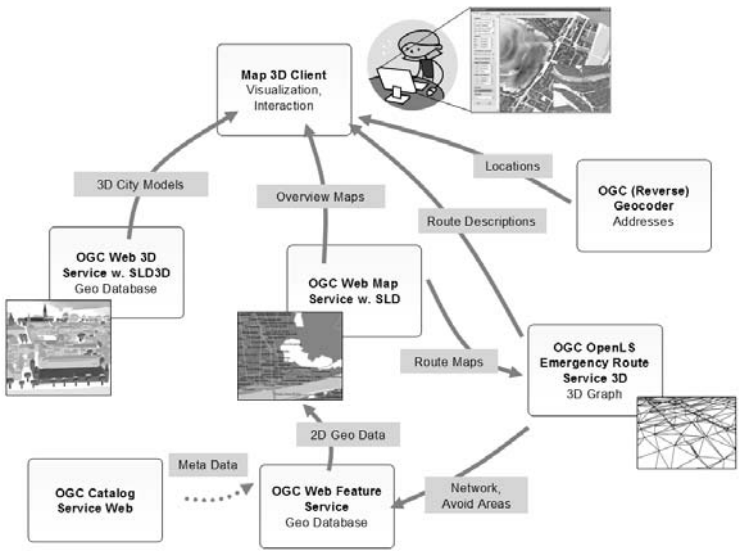 Map 3D Client
Visualization,
Interaction
3D City Models
Overview Maps
Locations
Route Descriptions
OGC (Reverse)
Geocoder
Addresses
OGC Web 3D
Service w. SLD3D
Geo Database
OGC Web Map
Service w. SLD
Route Maps
OGC OpenLS
Emergency Route
Service 3D
3D Graph
2D Geo Data
Meta Data
OGC Catalog
Service Web
OGC Web Feature
Service
Geo Database
Network,
Avoid Areas